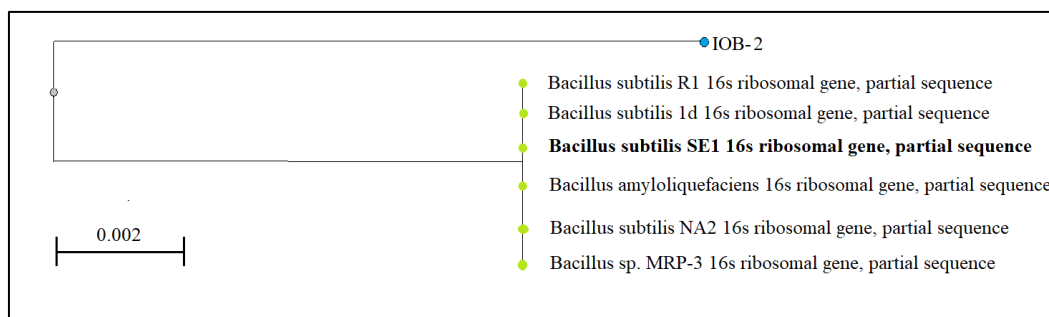 IOB-2
Bacillus subtilis R1 16s ribosomal gene, partial sequence
Bacillus subtilis 1d 16s ribosomal gene, partial sequence
Bacillus subtilis SE1 16s ribosomal gene, partial sequence
Bacillus amyloliquefaciens 16s ribosomal gene, partial sequence
Bacillus subtilis NA2 16s ribosomal gene, partial sequence
Bacillus sp. MRP-3 16s ribosomal gene, partial sequence
0.002